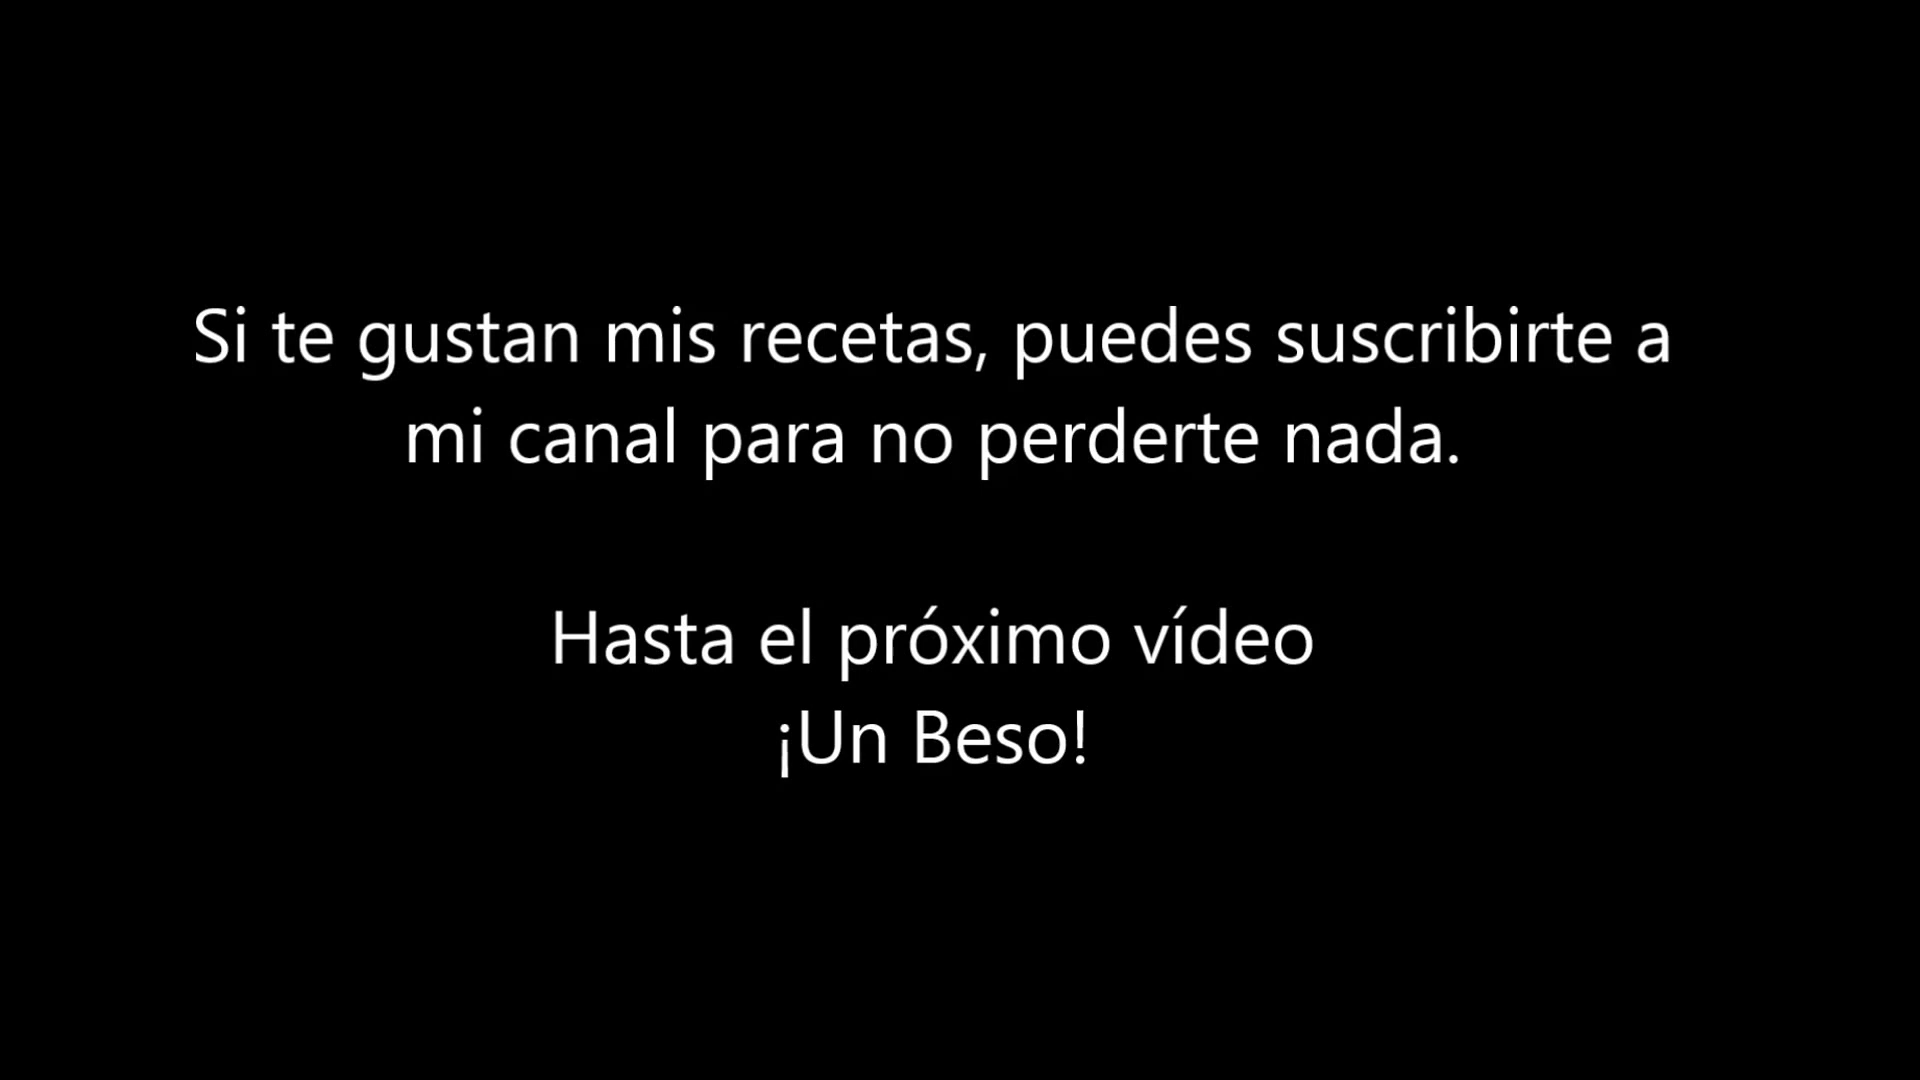 Si te gustan mis recetas, puedes suscribirte a
mi canal para no perderte nada.
Hasta el próximo vídeo
¡Un Beso!